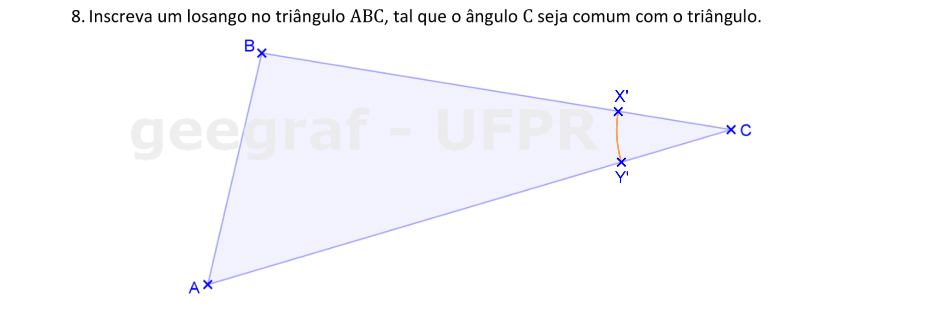 8. Inscreva um losango no triângulo ABC, tal que o ângulo C seja comum com o triângulo.
B
X'
geegraf - UFPR
C
Y'
A